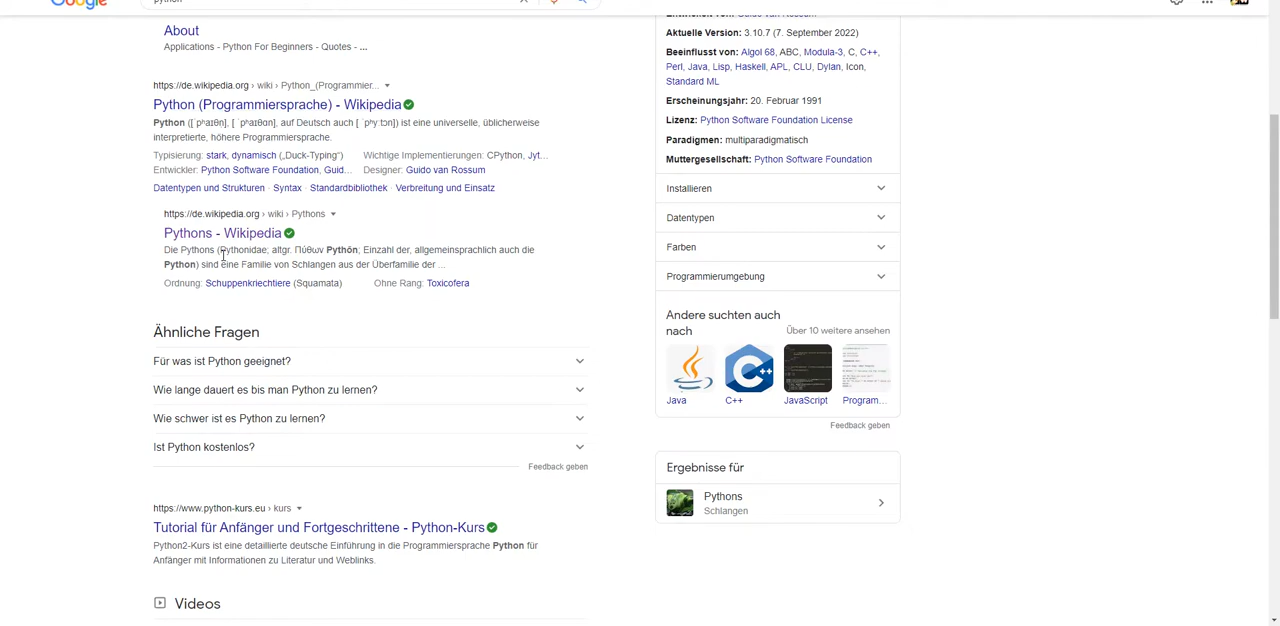 Google
python
About
Applications - Python For Beginners - Quotes - ...
https://de.wikipedia.org › wiki › Python_(Programmier...
Python (Programmiersprache) - Wikipedia
Python ([ˈpʰaɪθn̩], [ ˈpʰaɪθɑn], auf Deutsch auch [ ˈpʰyːtɔn]) ist eine universelle, üblicherweise
interpretierte, höhere Programmiersprache.
Typisierung: stark, dynamisch („Duck-Typing“) Wichtige Implementierungen: CPython, Jyt...
Entwickler: Python Software Foundation, Guid... Designer: Guido van Rossum
Datentypen und Strukturen · Syntax · Standardbibliothek · Verbreitung und Einsatz
https://de.wikipedia.org › wiki › Pythons
Pythons - Wikipedia
Die Pythons (Pythonidae; altgr. Πύθων Pythōn; Einzahl der, allgemeinsprachlich auch die
Python) sind eine Familie von Schlangen aus der Überfamilie der ...
Ordnung: Schuppenkriechtiere (Squamata) Ohne Rang: Toxicofera
Ähnliche Fragen
Für was ist Python geeignet?
Wie lange dauert es bis man Python zu lernen?
Wie schwer ist es Python zu lernen?
Ist Python kostenlos?
Feedback geben
https://www.python-kurs.eu › kurs
Tutorial für Anfänger und Fortgeschrittene - Python-Kurs
Python2-Kurs ist eine detaillierte deutsche Einführung in die Programmiersprache Python für
Anfänger mit Informationen zu Literatur und Weblinks.
Videos
Entwickelt von: Guido van Rossum
Aktuelle Version: 3.10.7 (7. September 2022)
Beeinflusst von: Algol 68, ABC, Modula-3, C, C++,
Perl, Java, Lisp, Haskell, APL, CLU, Dylan, Icon,
Standard ML
Erscheinungsjahr: 20. Februar 1991
Lizenz: Python Software Foundation License
Paradigmen: multiparadigmatisch
Muttergesellschaft: Python Software Foundation
Installieren
Datentypen
Farben
Programmierumgebung
Andere suchten auch
nach
Über 10 weitere ansehen
Java
C++
JavaScript
Program...
Feedback geben
Ergebnisse für
Pythons
Schlangen